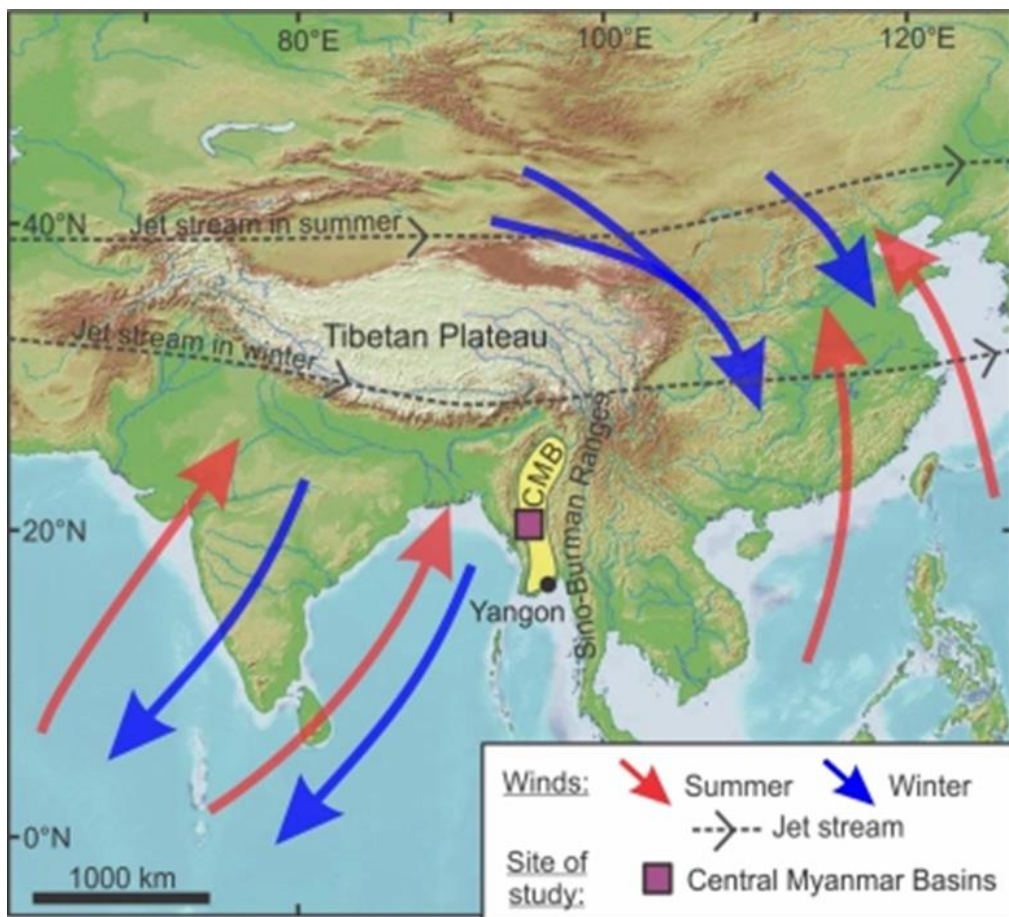 80°E
100°E
120°E
40°N
Jet stream in summer
Jet stream in winter
Tibetan Plateau
CMB
Sino-Burman Ranges
20°N
Yangon
0°N
1000 km
Winds:
Summer
Winter
Jet stream
Site of
study:
Central Myanmar Basins